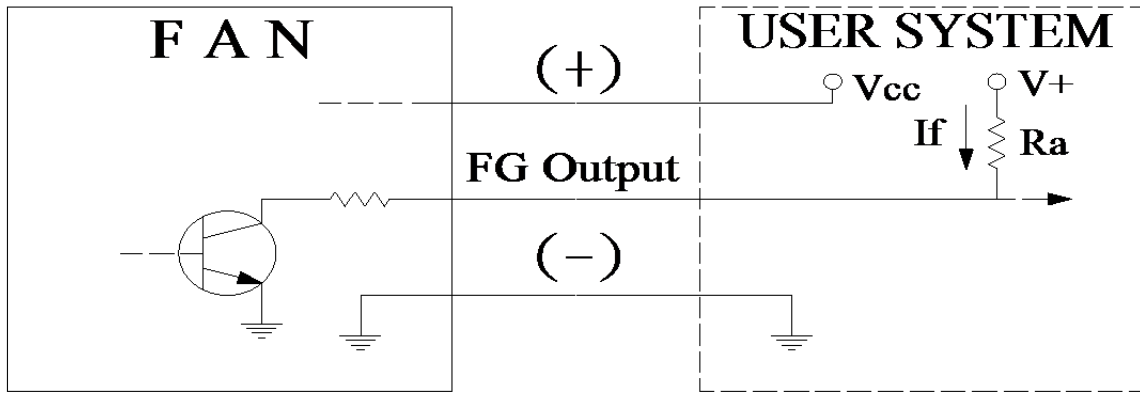 F A N
USER SYSTEM
(+)
Vcc
V+
If
Ra
FG Output
(−)